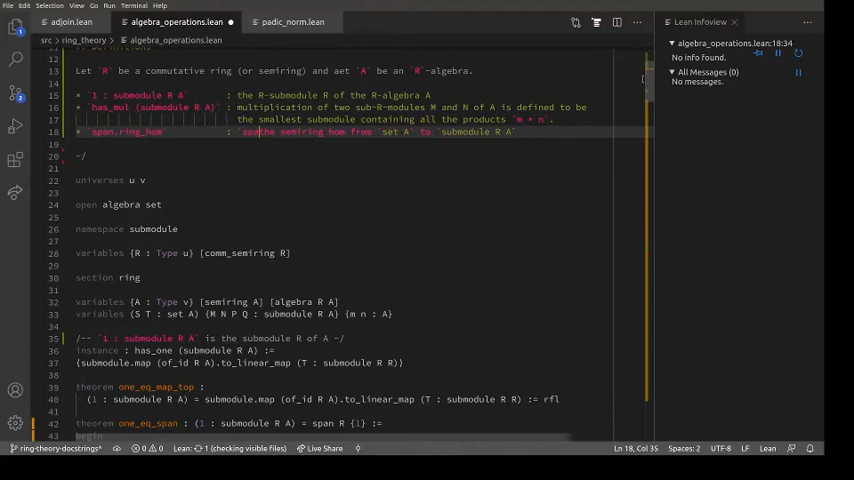 File Edit Selection View Go Run Terminal Help
adjoin.lean
algebra_operations.lean
padic_norm.lean
src > ring_theory > algebra_operations.lean
12
13 Let `R` be a commutative ring (or semiring) and aet `A` be an `R`-algebra.
14
15 * `1 : submodule R A` : the R-submodule R of the R-algebra A
16 * `has_mul (submodule R A)` : multiplication of two sub-R-modules M and N of A is defined to be
17 the smallest submodule containing all the products `m * n`.
18 * `span.ring_hom` : `soathe semiring hom from `set A` to `submodule R A`
19
20 -/
21
22 universes u v
23
24 open algebra set
25
26 namespace submodule
27
28 variables {R : Type u} [comm_semiring R]
29
30 section ring
31
32 variables {A : Type v} [semiring A] [algebra R A]
33 variables (S T : set A) {M N P Q : submodule R A} {m n : A}
34
35 /-- `1 : submodule R A` is the submodule R of A -/
36 instance : has_one (submodule R A) :=
37 ⟨submodule.map (of_id R A).to_linear_map (⊤ : submodule R R)⟩
38
39 theorem one_eq_map_top :
40 (1 : submodule R A) = submodule.map (of_id R A).to_linear_map (⊤ : submodule R R) := rfl
41
42 theorem one_eq_span : (1 : submodule R A) = span R {1} :=
43 begin
Lean Infoview
algebra_operations.lean:18:34
No info found.
All Messages (0)
No messages.
ring-theory-docstrings* 0 0 Lean: 1 (checking visible files) Live Share Ln 18, Col 35 Spaces: 2 UTF-8 LF Lean